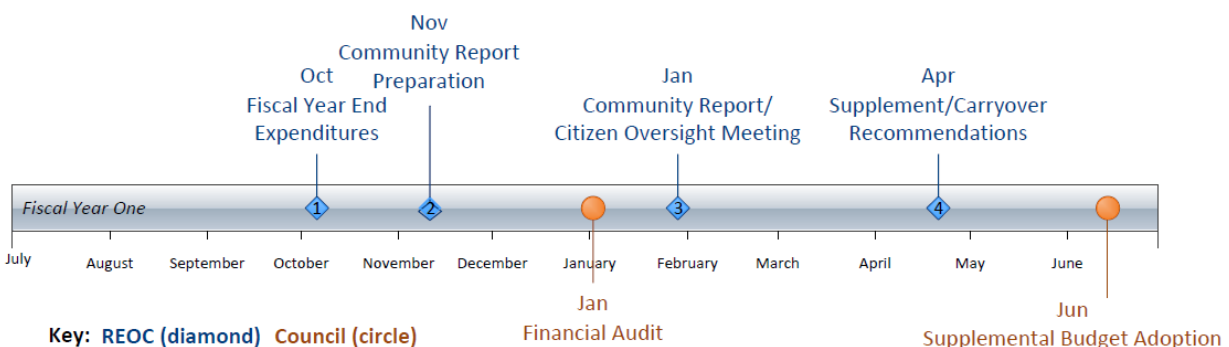 Nov
Community Report
Preparation
Oct
Fiscal Year End
Expenditures
Jan
Community Report/
Citizen Oversight Meeting
Apr
Supplement/Carryover
Recommendations
Fiscal Year One
1
2
3
4
July
August
September
October
November
December
January
February
March
April
May
June
Jan
Financial Audit
Jun
Supplemental Budget Adoption
Key: REOC (diamond) Council (circle)